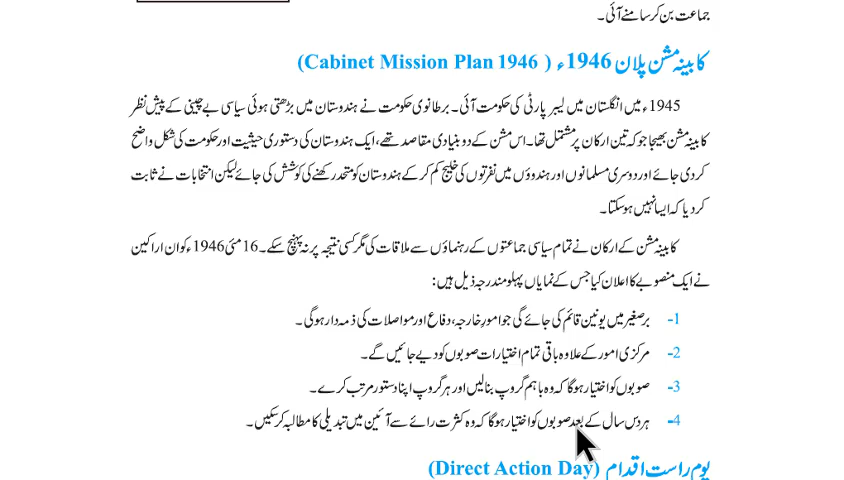 جماعت بن کر سامنے آئی۔
کابینہ مشن پلان 1946ء (Cabinet Mission Plan 1946)
1945ء میں انگلستان میں لیبر پارٹی کی حکومت آئی۔ برطانوی حکومت نے ہندوستان میں بڑھتی ہوئی سیاسی بے چینی کے پیش نظر
کابینہ مشن بھیجا جو کہ تین ارکان پر مشتمل تھا۔ اس مشن کے دو بنیادی مقاصد تھے، ایک ہندوستان کی دستوری حیثیت اور حکومت کی شکل واضح
کر دی جائے اور دوسری مسلمانوں اور ہندوؤں میں نفرتوں کی خلیج کم کر کے ہندوستان کو متحد رکھنے کی کوشش کی جائے لیکن انتخابات نے ثابت
کر دیا کہ ایسا نہیں ہو سکتا۔
کابینہ مشن کے ارکان نے تمام سیاسی جماعتوں کے رہنماؤں سے ملاقات کی مگر کسی نتیجہ پر نہ پہنچ سکے۔ 16 مئی 1946ء کو ان اراکین
نے ایک منصوبے کا اعلان کیا جس کے نمایاں پہلو مندرجہ ذیل ہیں:
1- برصغیر میں یونین قائم کی جائے گی جو امور خارجہ، دفاع اور مواصلات کی ذمہ دار ہوگی۔
2- مرکزی امور کے علاوہ باقی تمام اختیارات صوبوں کو دیے جائیں گے۔
3- صوبوں کو اختیار ہوگا کہ وہ باہم گروپ بنالیں اور ہر گروپ اپنا دستور مرتب کرے۔
4- ہر دس سال کے بعد صوبوں کو اختیار ہوگا کہ وہ کثرت رائے سے آئین میں تبدیلی کا مطالبہ کر سکیں۔
یوم راست اقدام (Direct Action Day)